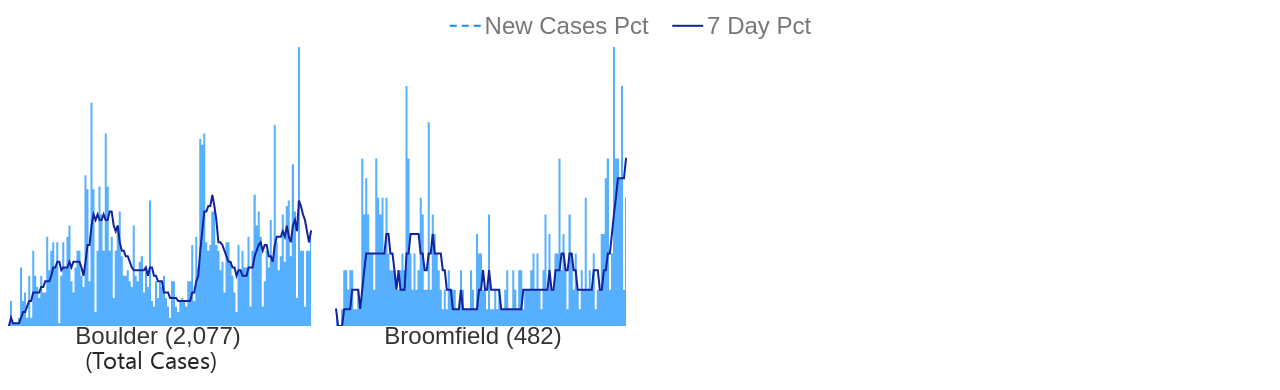 New Cases Pct 7 Day Pct
Boulder (2,077) Broomfield (482)
(Total Cases)